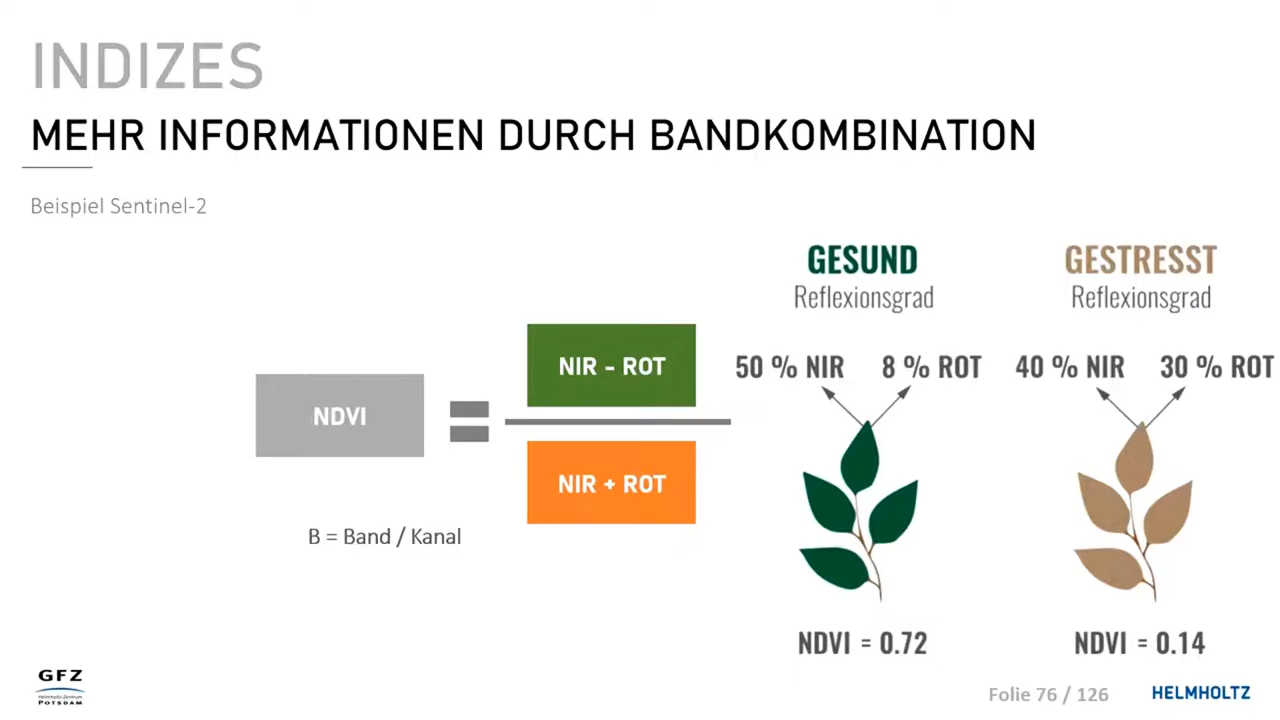 INDIZES
MEHR INFORMATIONEN DURCH BANDKOMBINATION
Beispiel Sentinel-2
NDVI
NIR - ROT
NIR + ROT
B = Band / Kanal
GESUND
Reflexionsgrad
50 % NIR
8 % ROT
NDVI = 0.72
GESTRESST
Reflexionsgrad
40 % NIR
30 % ROT
NDVI = 0.14
GFZ
Helmholtz-Zentrum
POTSDAM
Folie 76 / 126
HELMHOLTZ